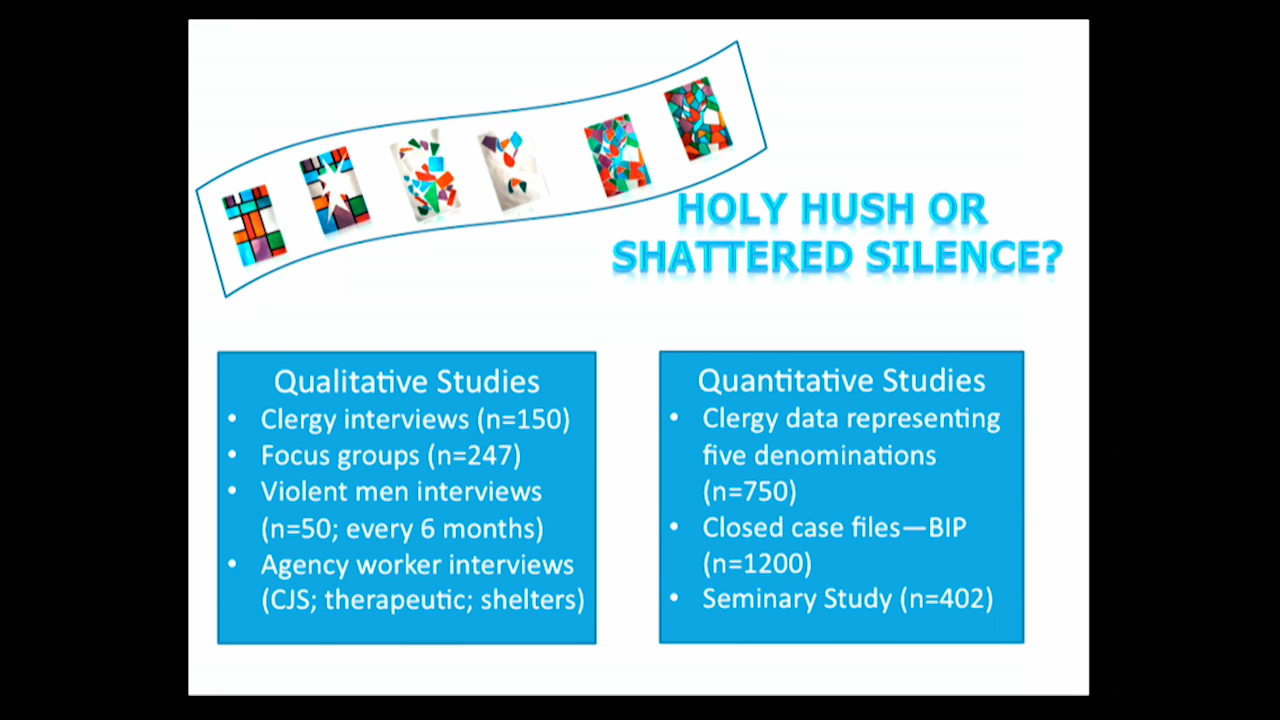 HOLY HUSH OR
SHATTERED SILENCE?
Qualitative Studies
• Clergy interviews (n=150)
• Focus groups (n=247)
• Violent men interviews
(n=50; every 6 months)
• Agency worker interviews
(CJS; therapeutic; shelters)
Quantitative Studies
• Clergy data representing
five denominations
(n=750)
• Closed case files—BIP
(n=1200)
• Seminary Study (n=402)